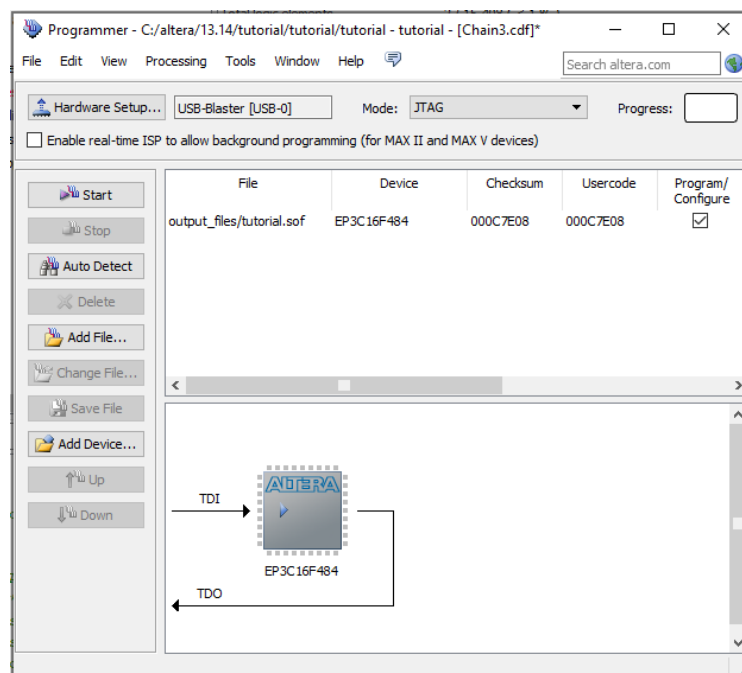 Programmer - C:/altera/13.14/tutorial/tutorial/tutorial - tutorial - [Chain3.cdf]*
File Edit View Processing Tools Window Help
Search altera.com
Hardware Setup... USB-Blaster [USB-0] Mode: JTAG Progress:
Enable real-time ISP to allow background programming (for MAX II and MAX V devices)
Start
Stop
Auto Detect
Delete
Add File...
Change File...
Save File
Add Device...
Up
Down
File Device Checksum Usercode Program/
Configure
output_files/tutorial.sof EP3C16F484 000C7E08 000C7E08
ALTERA
TDI
EP3C16F484
TDO